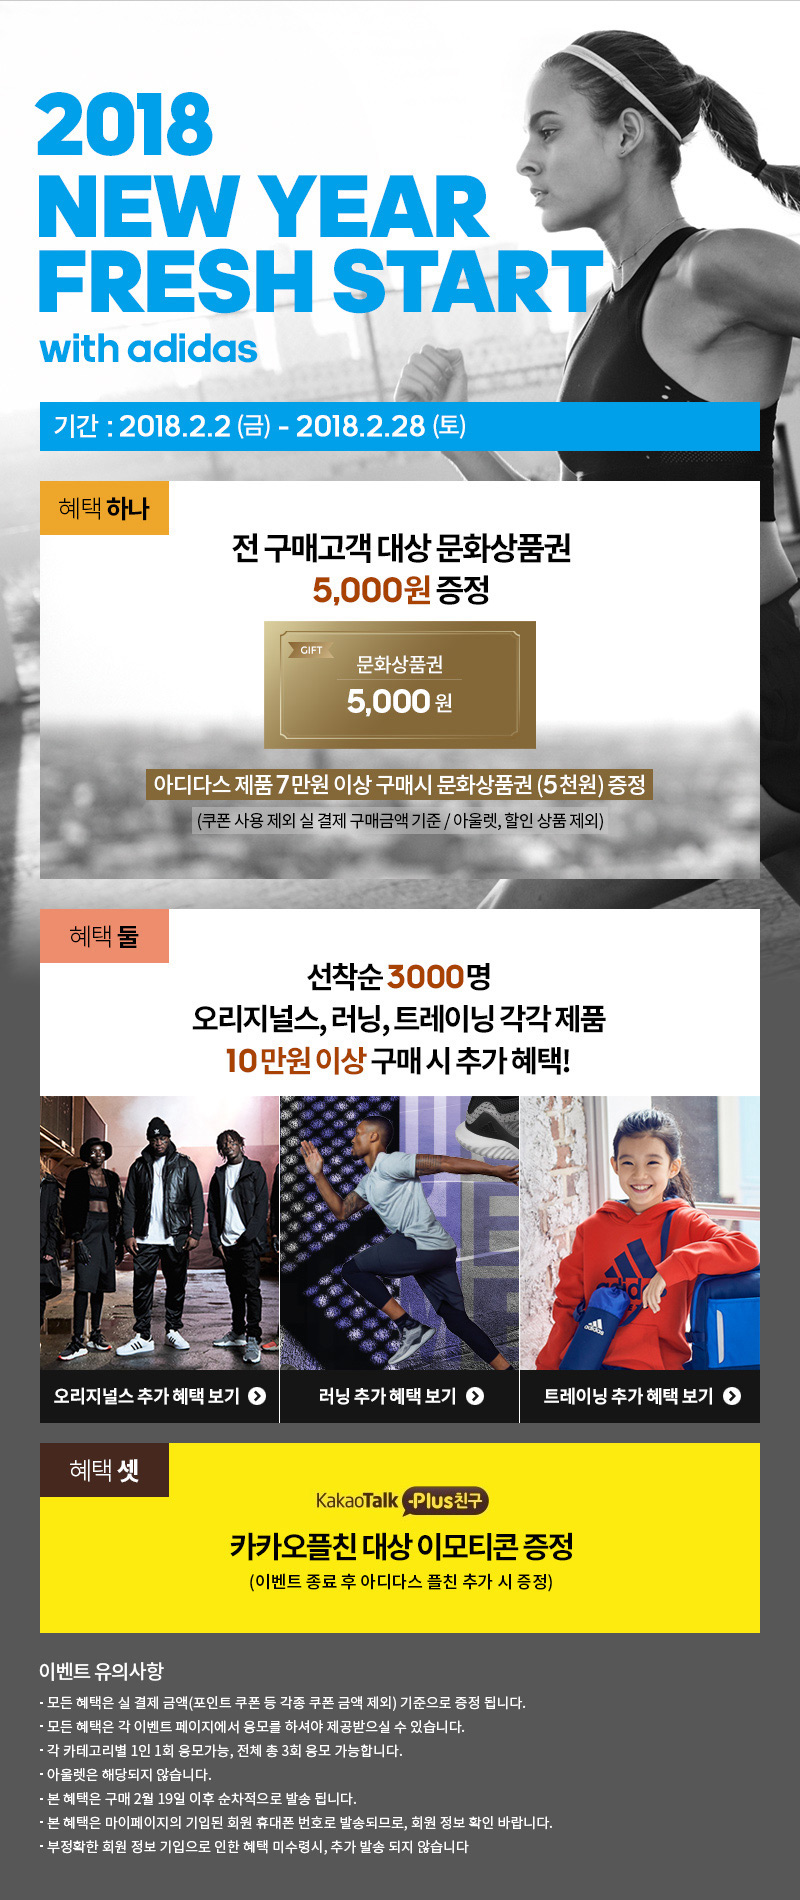 2018
NEW YEAR
FRESH START
with adidas
기간 : 2018.2.2 (금) - 2018.2.28 (토)
혜택 하나
전 구매고객 대상 문화상품권
5,000원 증정
GIFT
문화상품권
5,000 원
아디다스 제품 7만원 이상 구매시 문화상품권 (5천원) 증정
(쿠폰 사용 제외 실 결제 구매금액 기준 / 아울렛, 할인 상품 제외)
혜택 둘
선착순 3000명
오리지널스, 러닝, 트레이닝 각각 제품
10만원 이상 구매 시 추가 혜택!
adidas
adidas
오리지널스 추가 혜택 보기
러닝 추가 혜택 보기
트레이닝 추가 혜택 보기
혜택 셋
KakaoTalk Plus친구
카카오플친 대상 이모티콘 증정
(이벤트 종료 후 아디다스 플친 추가 시 증정)
이벤트 유의사항
- 모든 혜택은 실 결제 금액(포인트 쿠폰 등 각종 쿠폰 금액 제외) 기준으로 증정 됩니다.
- 모든 혜택은 각 이벤트 페이지에서 응모를 하셔야 제공받으실 수 있습니다.
- 각 카테고리별 1인 1회 응모가능, 전체 총 3회 응모 가능합니다.
- 아울렛은 해당되지 않습니다.
- 본 혜택은 구매 2월 19일 이후 순차적으로 발송 됩니다.
- 본 혜택은 마이페이지의 기입된 회원 휴대폰 번호로 발송되므로, 회원 정보 확인 바랍니다.
- 부정확한 회원 정보 기입으로 인한 혜택 미수령시, 추가 발송 되지 않습니다